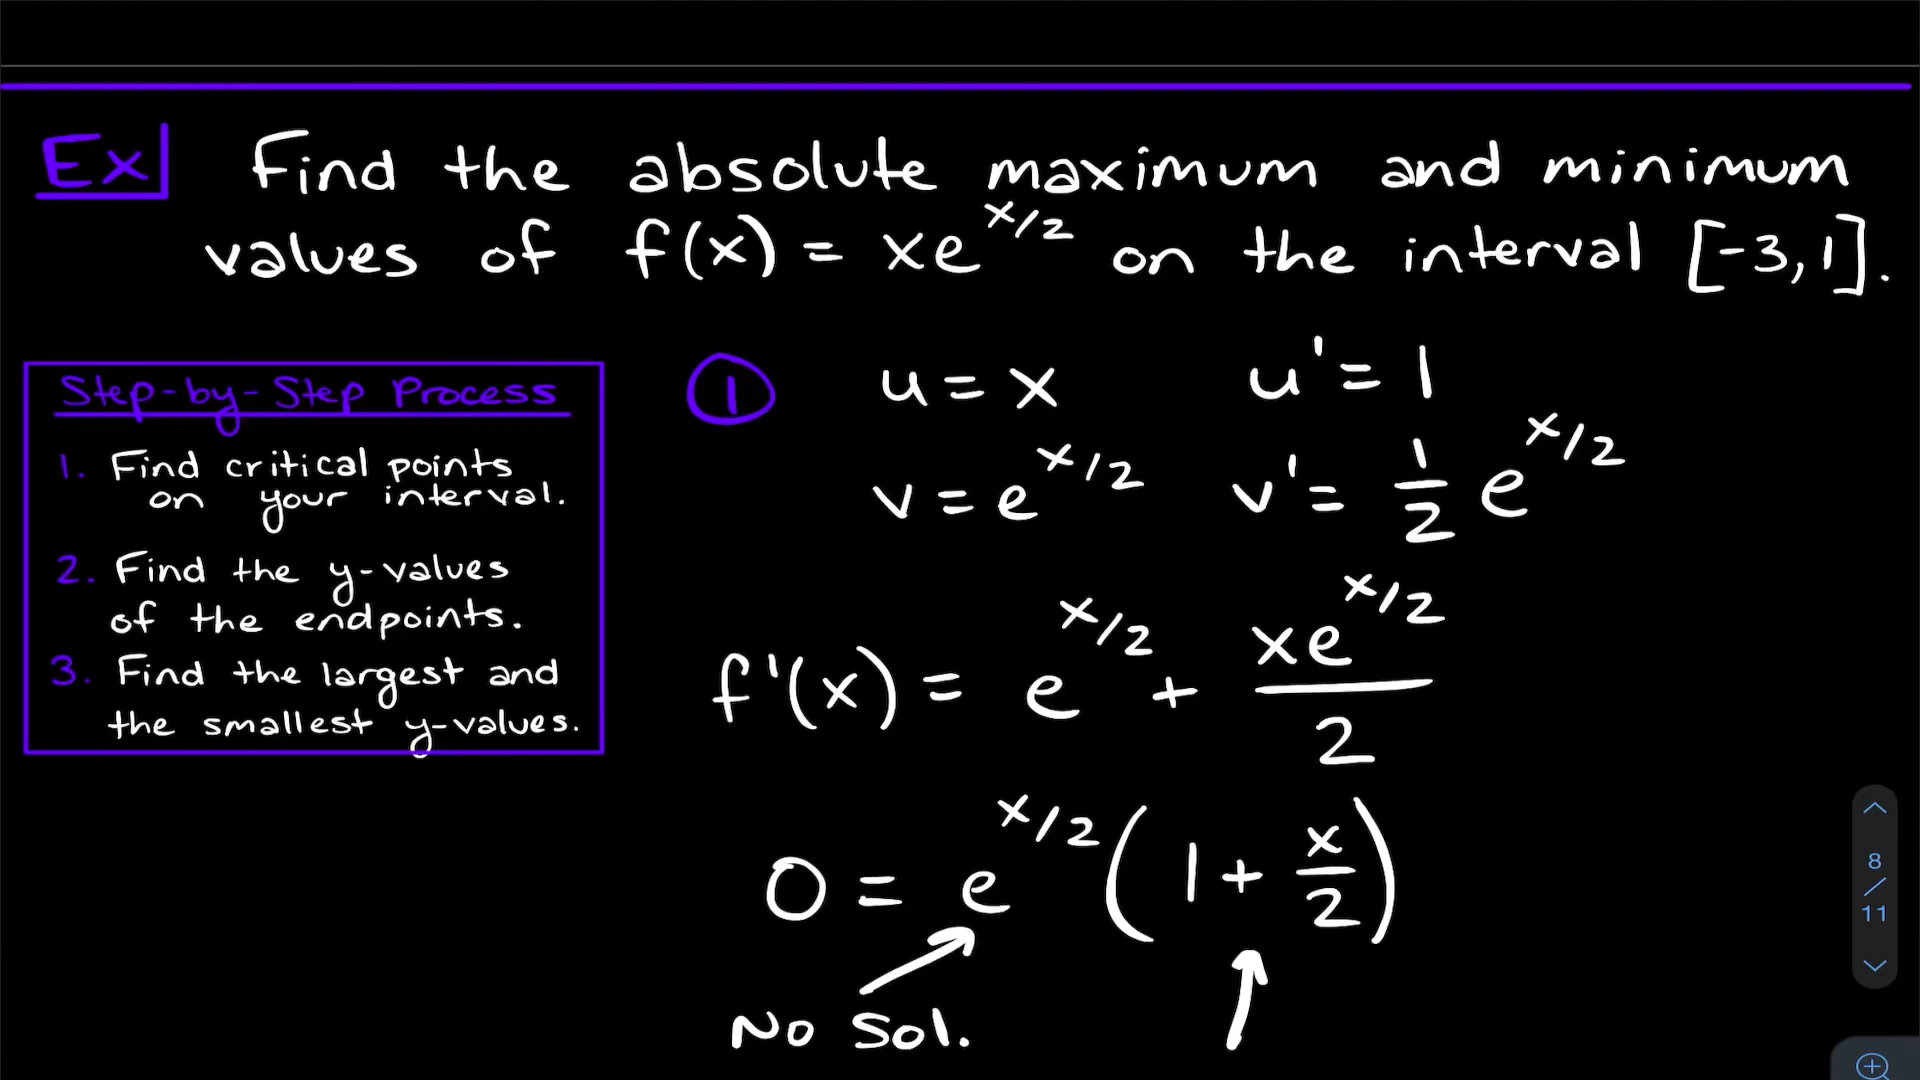 Ex Find the absolute maximum and minimum
values of f(x) = xe^{x/2} on the interval [-3, 1].
Step-by-Step Process
1. Find critical points
on your interval.
2. Find the y-values
of the endpoints.
3. Find the largest and
the smallest y-values.
1 u = x u' = 1
v = e^{x/2} v' = \frac{1}{2} e^{x/2}
f'(x) = e^{x/2} + \frac{xe^{x/2}}{2}
0 = e^{x/2} (1 + \frac{x}{2})
No Sol.
8
/
11